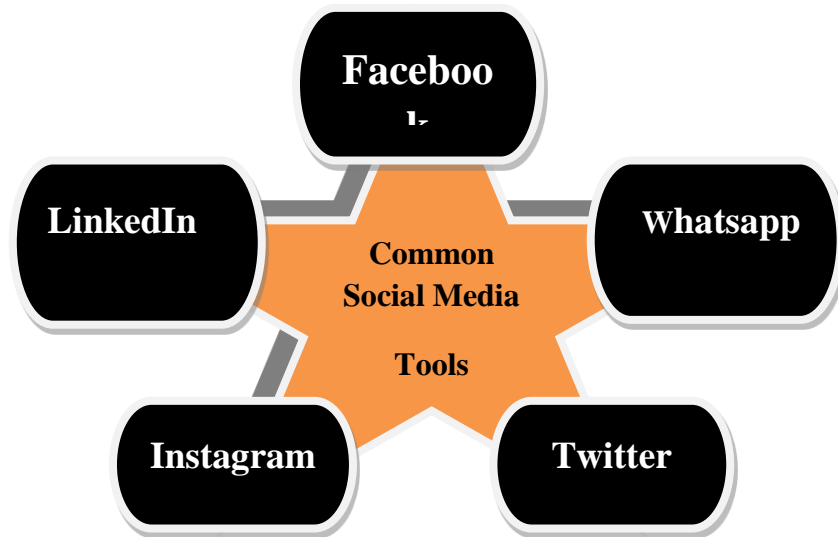 Faceboo
k
LinkedIn
Whatsapp
Common
Social Media
Tools
Instagram
Twitter